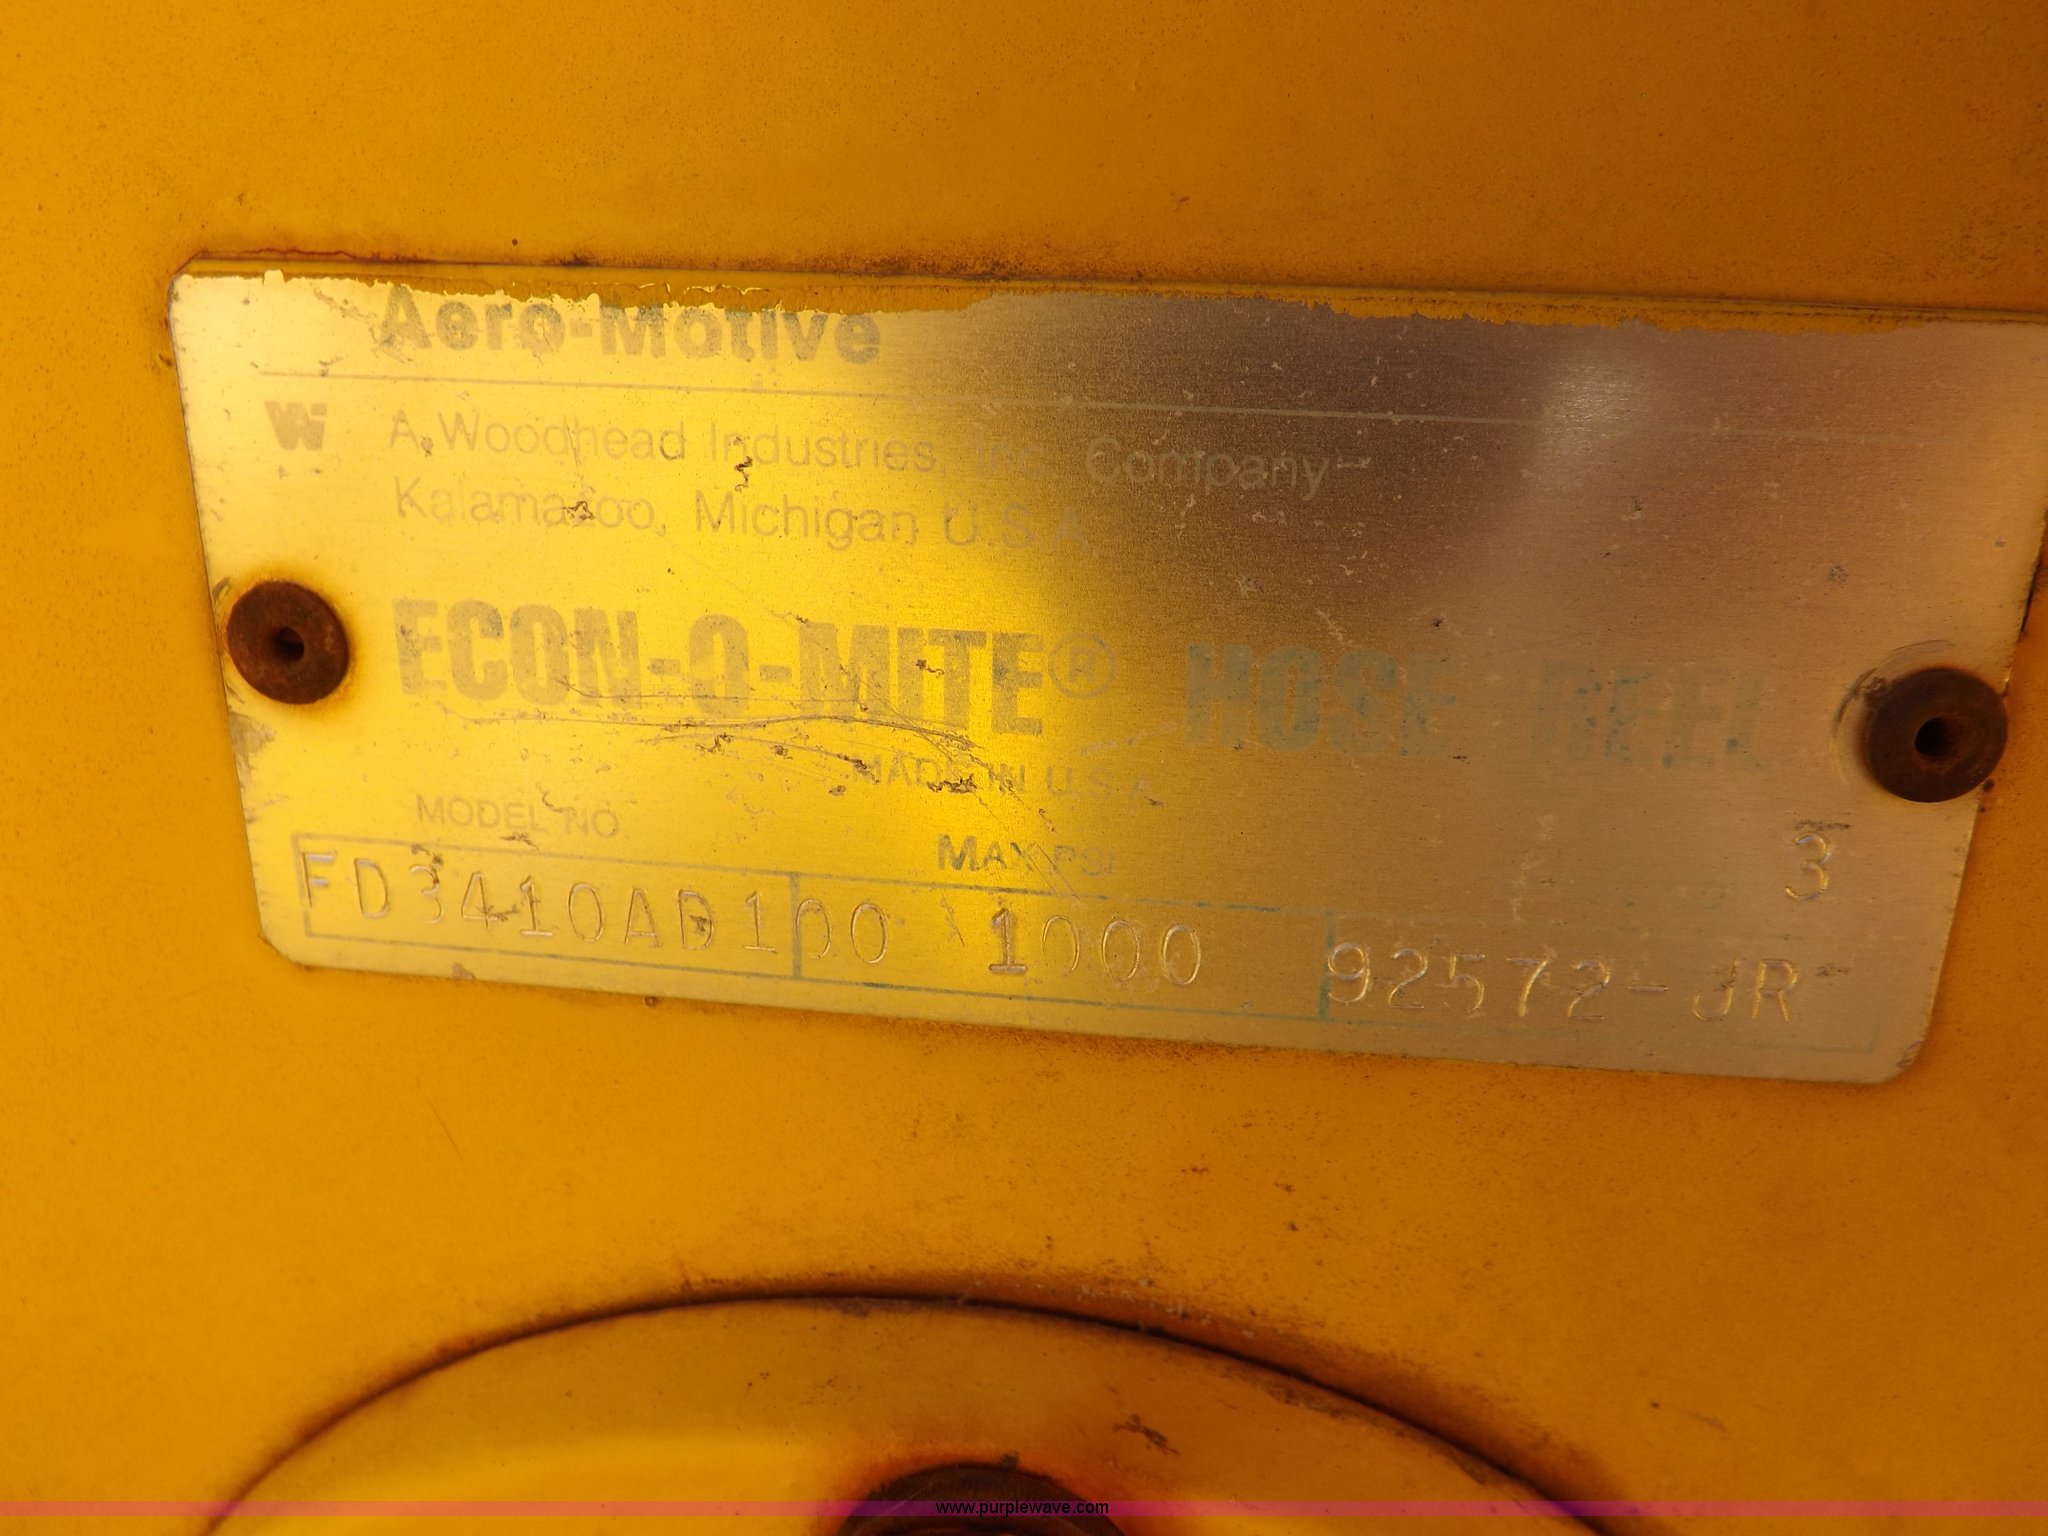 Aero-Motive
Wi A Woodhead Industries, Inc. Company
Kalamazoo, Michigan U.S.A.
ECON-O-MITE® HOSE REEL
MADE IN U.S.A.
MODEL NO.
MAX PSI
3
FD3410AD100 1000 92572-JR
www.purplewave.com